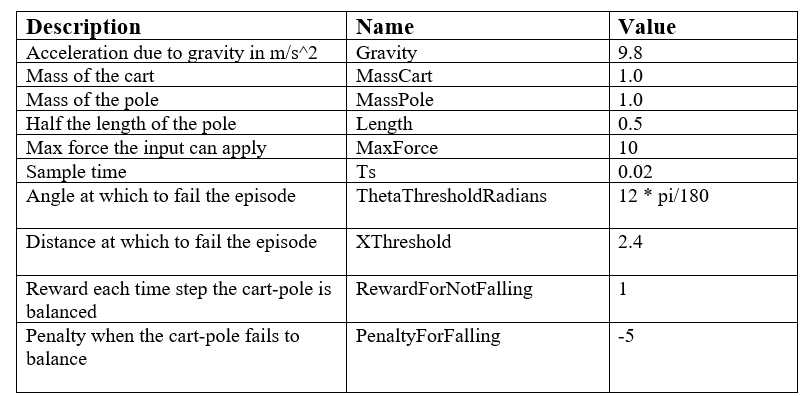 Description Name Value
Acceleration due to gravity in m/s^2 Gravity 9.8
Mass of the cart MassCart 1.0
Mass of the pole MassPole 1.0
Half the length of the pole Length 0.5
Max force the input can apply MaxForce 10
Sample time Ts 0.02
Angle at which to fail the episode ThetaThresholdRadians 12 * pi/180
Distance at which to fail the episode XThreshold 2.4
Reward each time step the cart-pole is RewardForNotFalling 1
balanced
Penalty when the cart-pole fails to PenaltyForFalling -5
balance